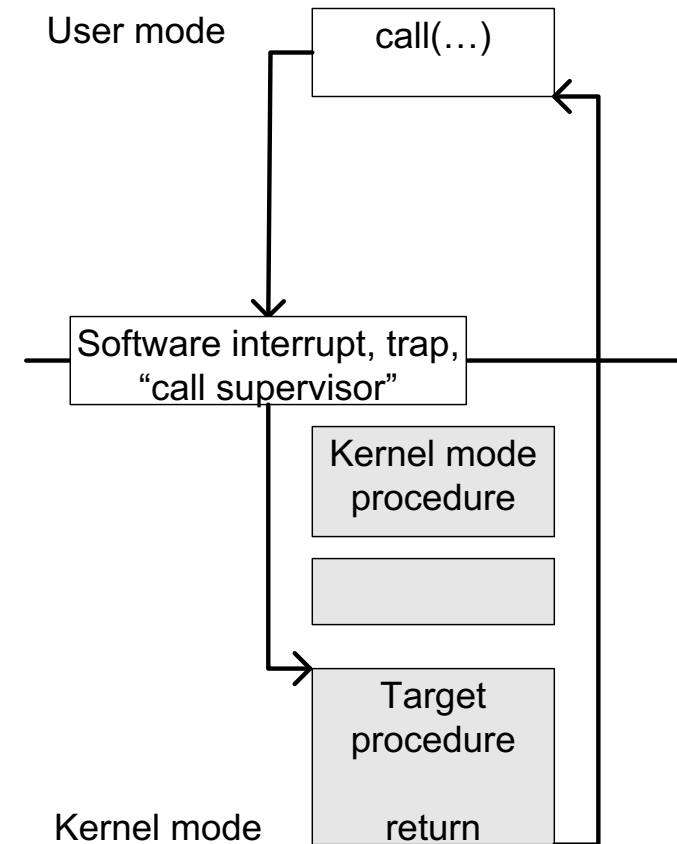 User mode
call(…)
Software interrupt, trap,
“call supervisor”
Kernel mode
procedure
Target
procedure
Kernel mode
return